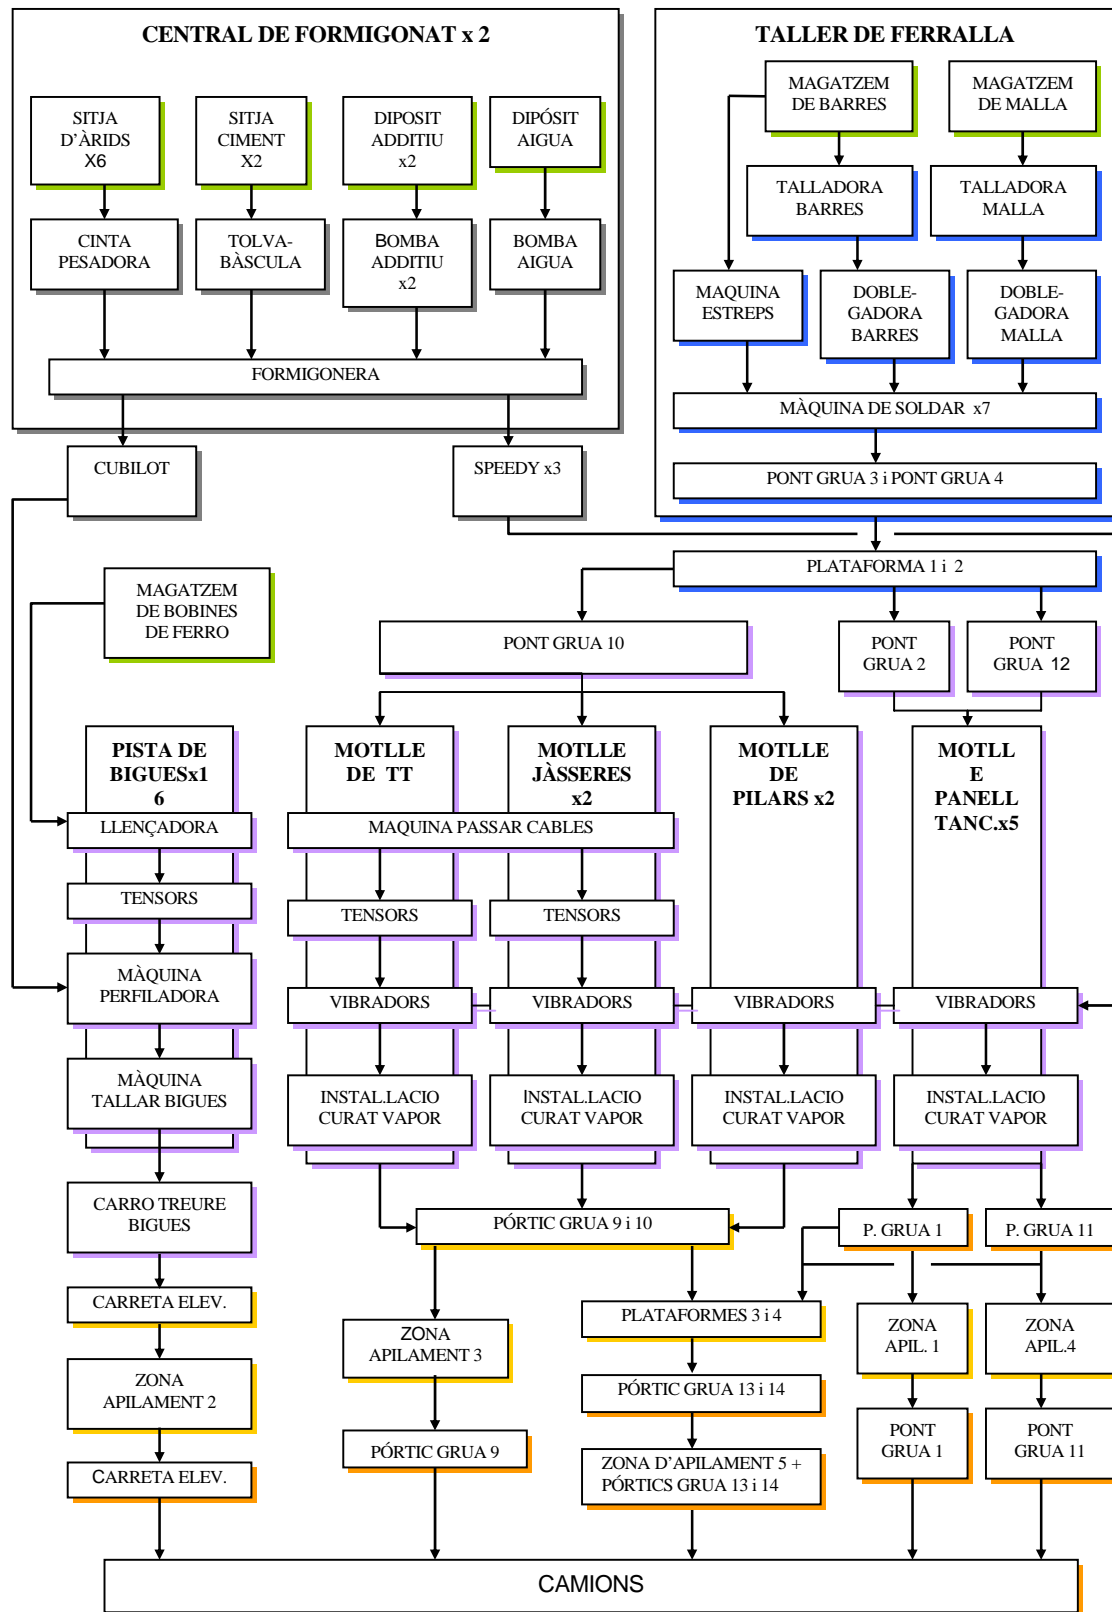 CENTRAL DE FORMIGONAT x 2
SITJA
D'ÀRIDS
X6
SITJA
CIMENT
X2
DIPOSIT
ADDITIU
x2
DIPÓSIT
AIGUA
CINTA
PESADORA
TOLVA-
BÀSCULA
BOMBA
ADDITIU
x2
BOMBA
AIGUA
FORMIGONERA
CUBILOT
SPEEDY x3
TALLER DE FERRALLA
MAGATZEM
DE BARRES
MAGATZEM
DE MALLA
TALLADORA
BARRES
TALLADORA
MALLA
MAQUINA
ESTREPS
DOBLE-
GADORA
BARRES
DOBLE-
GADORA
MALLA
MÀQUINA DE SOLDAR x7
PONT GRUA 3 i PONT GRUA 4
PLATAFORMA 1 i 2
MAGATZEM
DE BOBINES
DE FERRO
PONT GRUA 10
PONT
GRUA 2
PONT
GRUA 12
PISTA DE
BIGUESx1
6
LLENÇADORA
TENSORS
MÀQUINA
PERFILADORA
MÀQUINA
TALLAR BIGUES
CARRO TREURE
BIGUES
CARRETA ELEV.
ZONA
APILAMENT 2
CARRETA ELEV.
MOTLLE
DE TT
MOTLLE
JÀSSERES
x2
MOTLLE
DE
PILARS x2
MOTLL
E
PANELL
TANC.x5
MAQUINA PASSAR CABLES
TENSORS
TENSORS
VIBRADORS
VIBRADORS
VIBRADORS
VIBRADORS
INSTAL.LACIO
CURAT VAPOR
INSTAL.LACIO
CURAT VAPOR
INSTAL.LACIO
CURAT VAPOR
INSTAL.LACIO
CURAT VAPOR
PÓRTIC GRUA 9 i 10
P. GRUA 1
P. GRUA 11
ZONA
APILAMENT 3
PLATAFORMES 3 i 4
ZONA
APIL. 1
ZONA
APIL.4
PÓRTIC GRUA 13 i 14
PÓRTIC GRUA 9
ZONA D'APILAMENT 5 +
PÓRTICS GRUA 13 i 14
PONT
GRUA 1
PONT
GRUA 11
CAMIONS